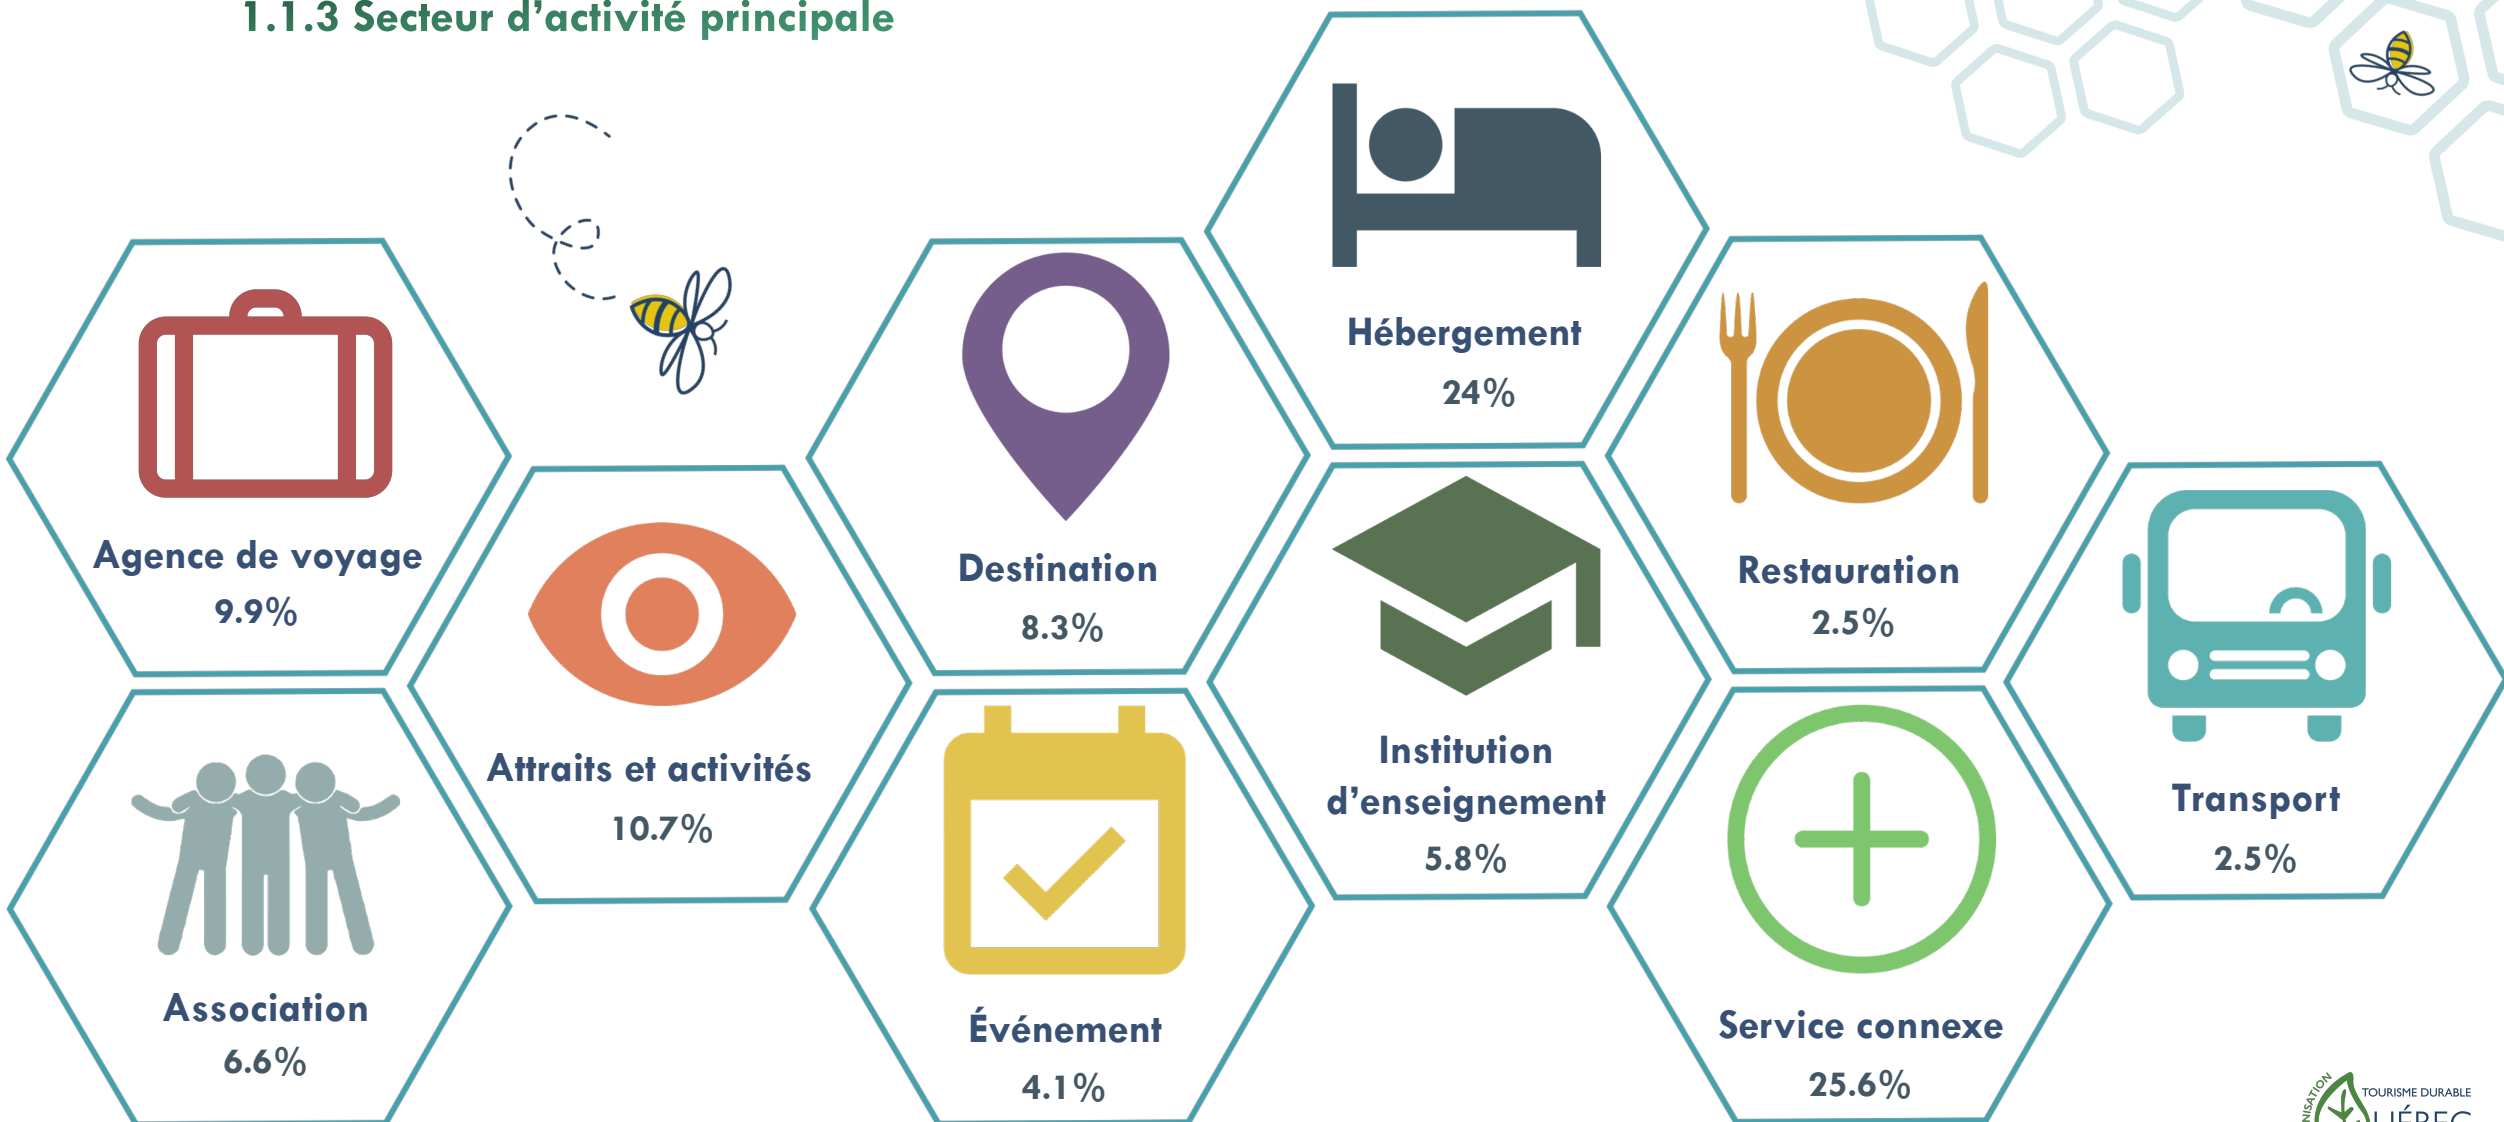 1.1.3 Secteur d'activité principale
Hébergement
24%
Agence de voyage
9.9%
Destination
8.3%
Restauration
2.5%
Attraits et activités
10.7%
Institution
d'enseignement
5.8%
Transport
2.5%
Association
6.6%
Événement
4.1%
Service connexe
25.6%
TOURISME DURABLE